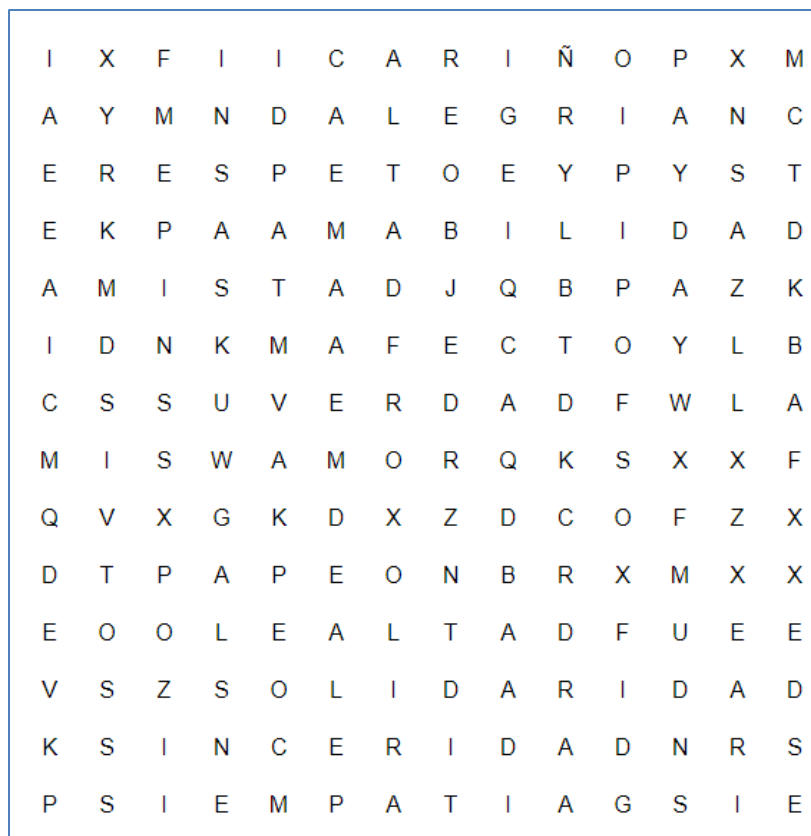 I X F I I C A R I Ñ O P X M
A Y M N D A L E G R I A N C
E R E S P E T O E Y P Y S T
E K P A A M A B I L I D A D
A M I S T A D J Q B P A Z K
I D N K M A F E C T O Y L B
C S S U V E R D A D F W L A
M I S W A M O R Q K S X X F
Q V X G K D X Z D C O F Z X
D T P A P E O N B R X M X X
E O O L E A L T A D F U E E
V S Z S O L I D A R I D A D
K S I N C E R I D A D N R S
P S I E M P A T I A G S I E